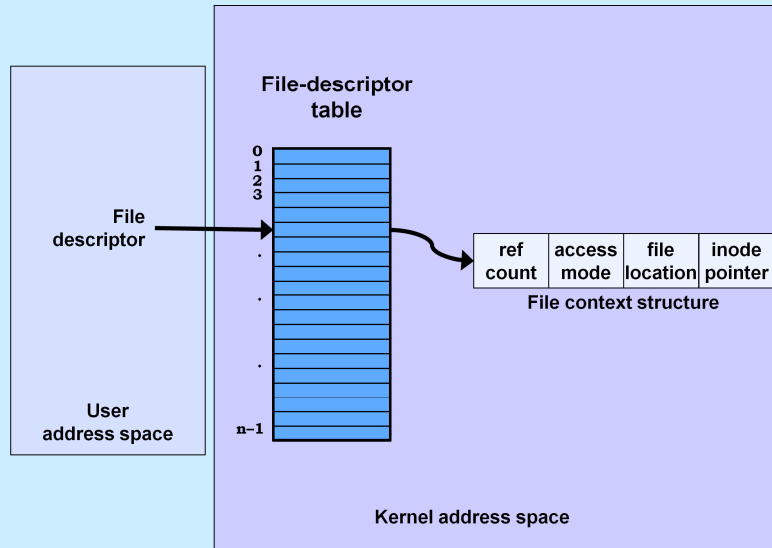 File-descriptor
table
0
1
2
3
File
descriptor
.
.
.
n-1
ref
count
access
mode
file
location
inode
pointer
File context structure
User
address space
Kernel address space